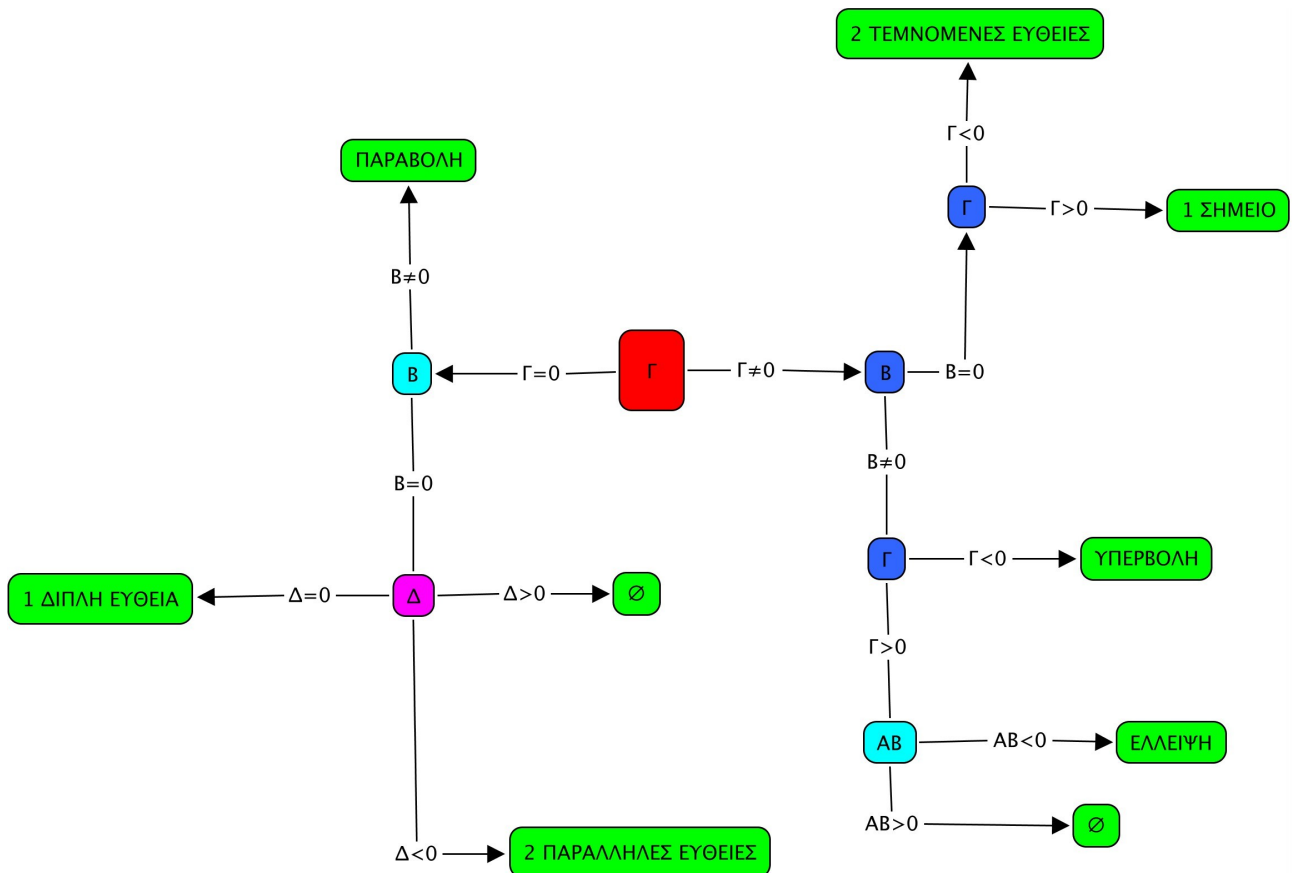 2 ΤΕΜΝΟΜΕΝΕΣ ΕΥΘΕΙΕΣ
Γ<0
ΠΑΡΑΒΟΛΗ
Γ
Γ>0
1 ΣΗΜΕΙΟ
Β≠0
Β
Γ=0
Γ
Γ≠0
Β
Β=0
Β≠0
Β=0
Γ
Γ<0
ΥΠΕΡΒΟΛΗ
1 ΔΙΠΛΗ ΕΥΘΕΙΑ
Δ=0
Δ
Δ>0
∅
Γ>0
ΑΒ
ΑΒ<0
ΕΛΛΕΙΨΗ
ΑΒ>0
∅
Δ<0
2 ΠΑΡΑΛΛΗΛΕΣ ΕΥΘΕΙΕΣ